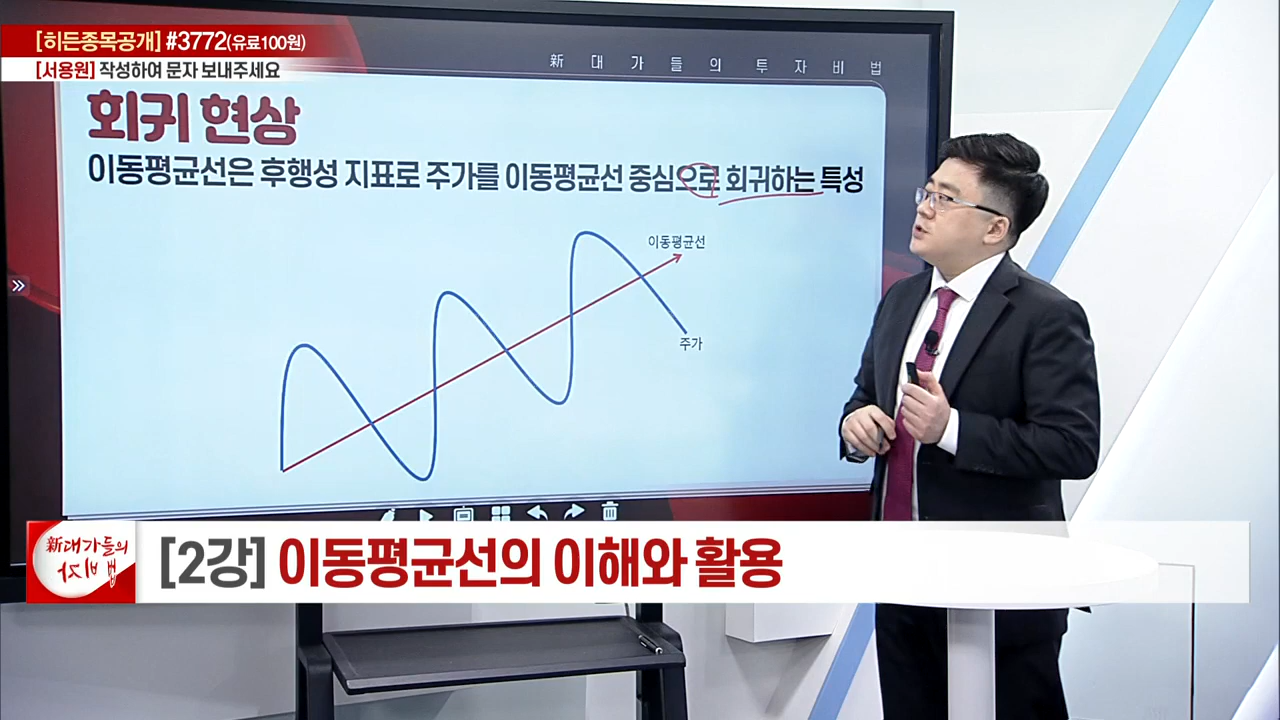 [히든종목공개] #3772(유료100원)
[서용원] 작성하여 문자 보내주세요
新 대 가 들 의 투 자 비 법
회귀 현상
이동평균선은 후행성 지표로 주가를 이동평균선 중심으로 회귀하는 특성
이동평균선
주가
新대가들의
법
[2강] 이동평균선의 이해와 활용